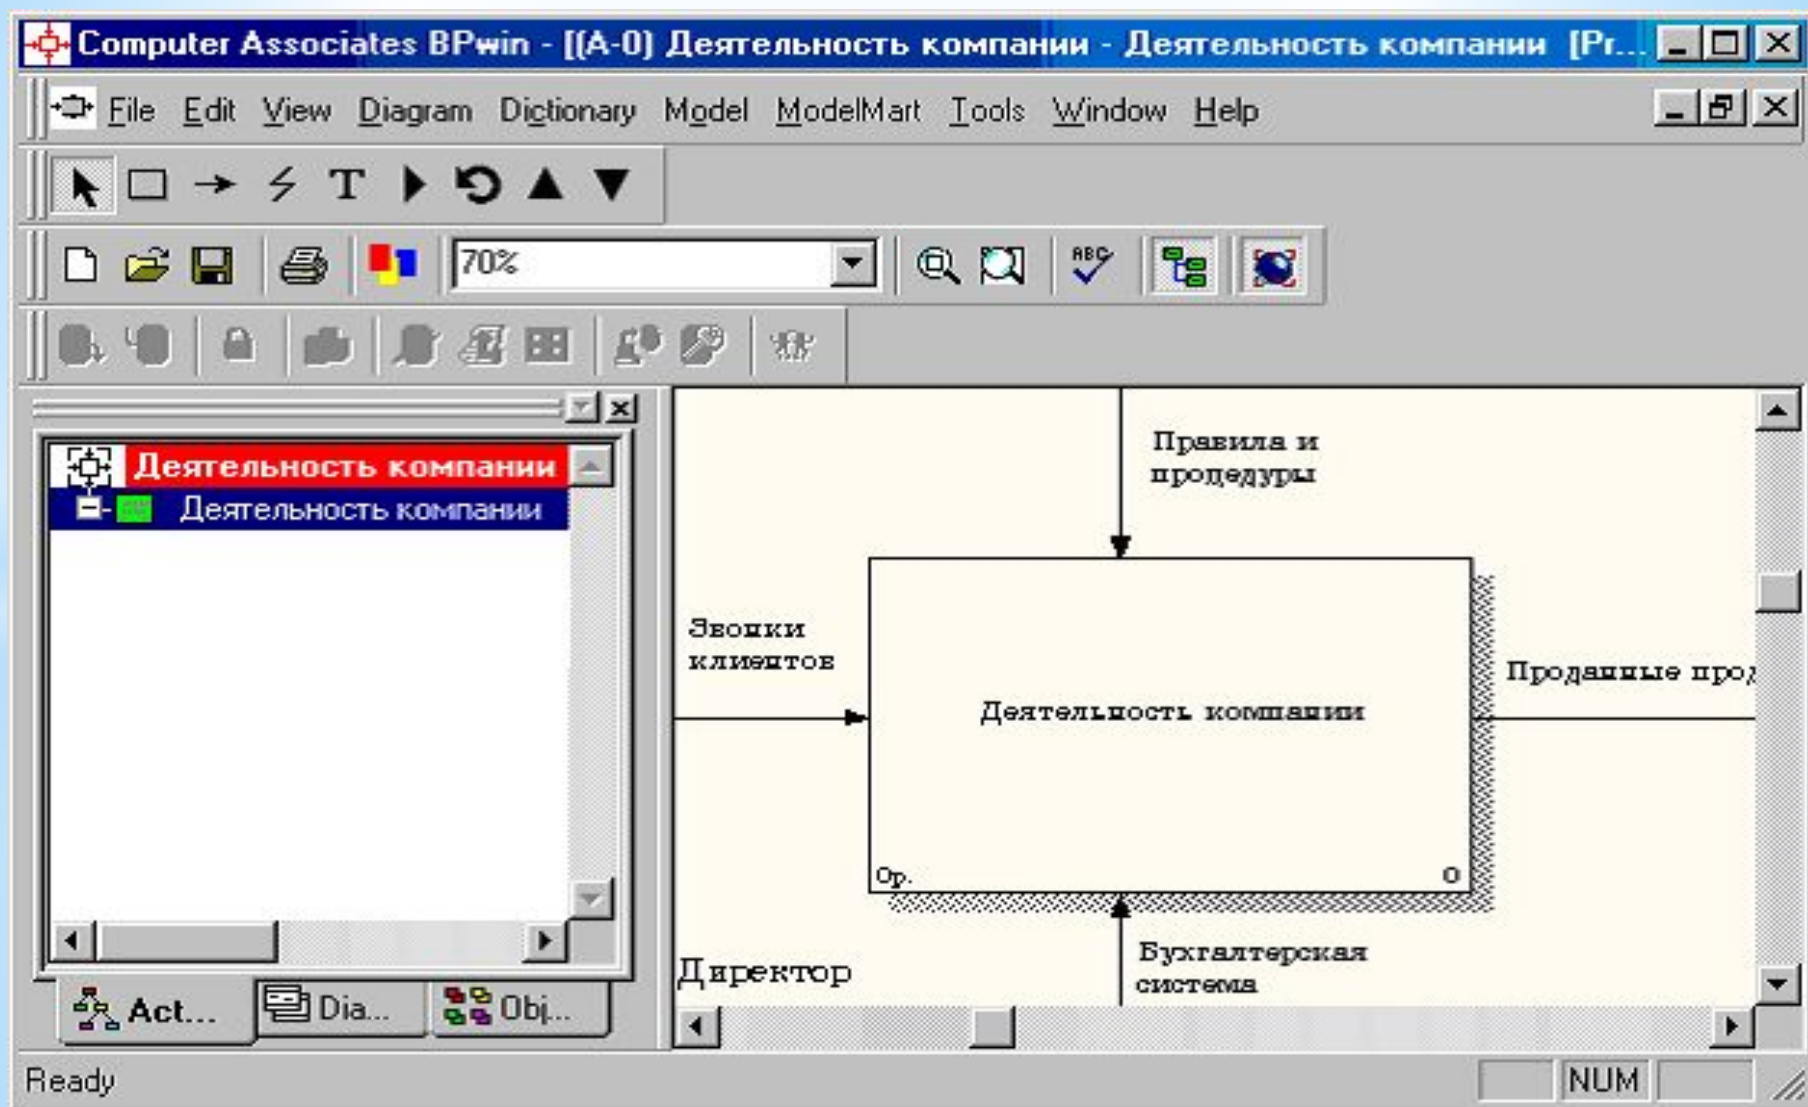 Computer Associates BPwin - [(A-0) Деятельность компании - Деятельность компании [Pr...
File Edit View Diagram Dictionary Model ModelMart Tools Window Help
T
70%
ABC
Деятельность компании
Деятельность компании
Act... Dia... Obj...
Правила и
процедуры
Звонки
клиентов
Деятельность компании
Проданные прод
0р. 0
Директор
Бухгалтерская
система
Ready NUM